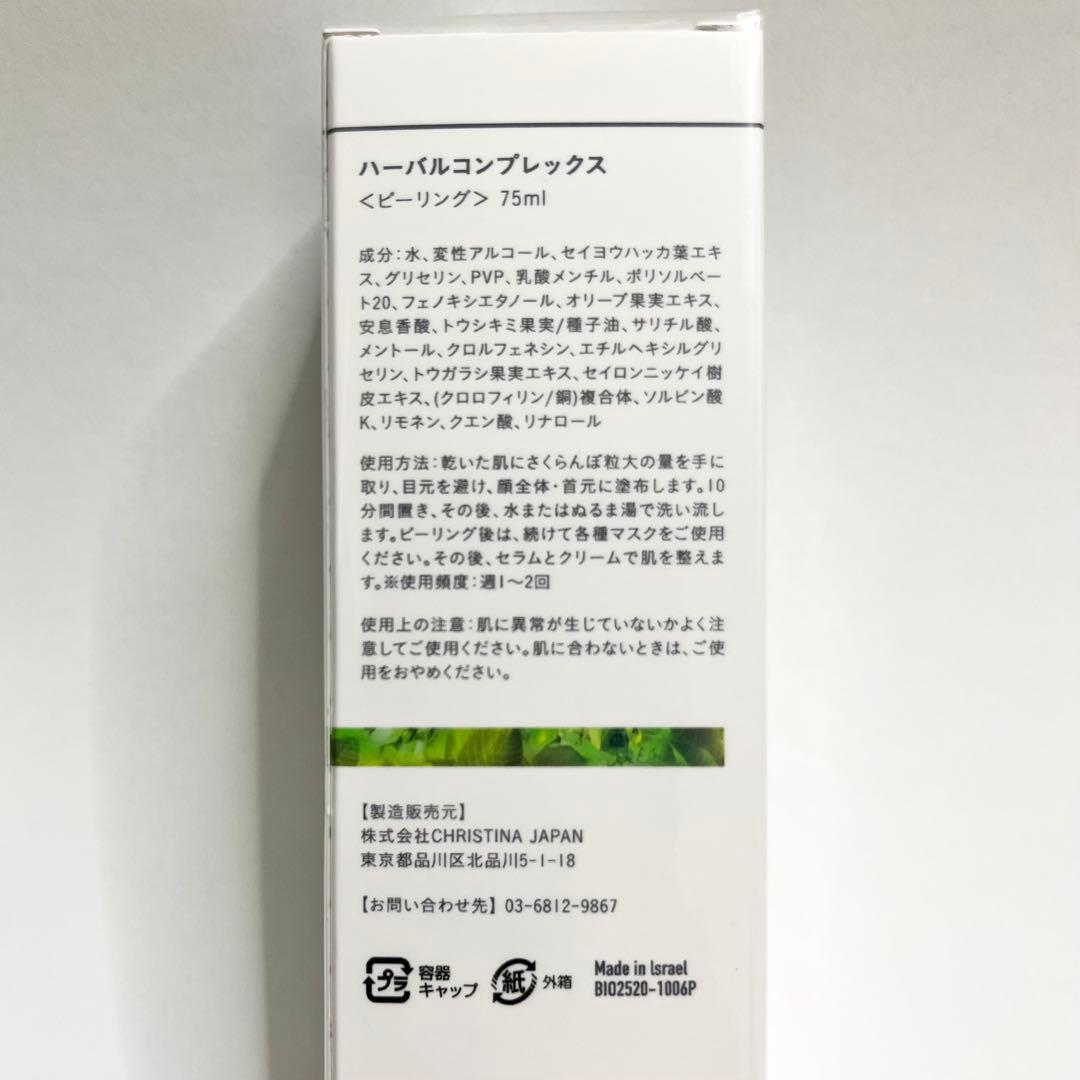 ハーバルコンプレックス
＜ピーリング＞ 75ml
成分：水、変性アルコール、セイヨウハッカ葉エキ
ス、グリセリン、PVP、乳酸メンチル、ポリソルベー
ト20、フェノキシエタノール、オリーブ果実エキス、
安息香酸、トウシキミ果実/種子油、サリチル酸、
メントール、クロルフェネシン、エチルヘキシルグリ
セリン、トウガラシ果実エキス、セイロンニッケイ樹
皮エキス、(クロロフィリン/銅)複合体、ソルビン酸
K、リモネン、クエン酸、リナロール
使用方法：乾いた肌にさくらんぼ粒大の量を手に
取り、目元を避け、顔全体・首元に塗布します。10
分間置き、その後、水またはぬるま湯で洗い流し
ます。ピーリング後は、続けて各種マスクをご使用
ください。その後、セラムとクリームで肌を整えま
す。※使用頻度：週1〜2回
使用上の注意：肌に異常が生じていないかよく注
意してご使用ください。肌に合わないときは、ご使
用をおやめください。
【製造販売元】
株式会社CHRISTINA JAPAN
東京都品川区北品川5-1-18
【お問い合わせ先】 03-6812-9867
プラ 容器
キャップ
紙 外箱
Made in Israel
BIO2520-1006P